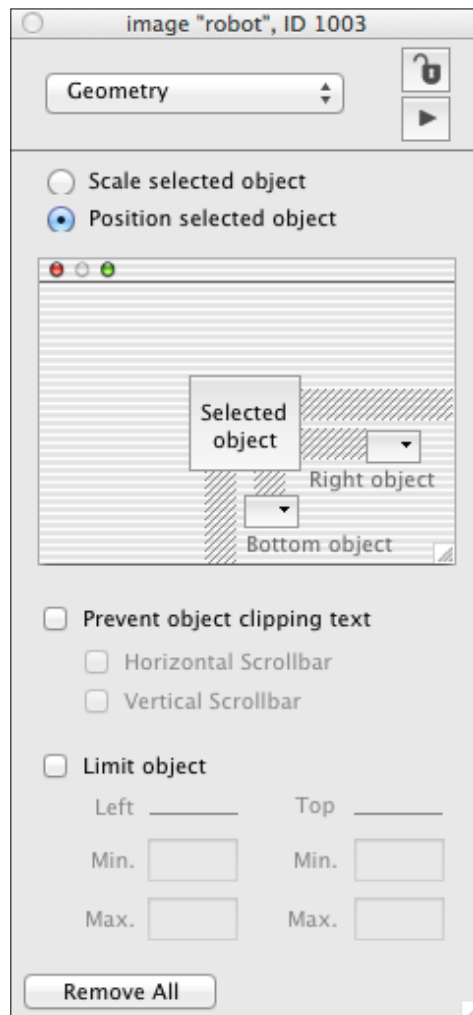 image "robot", ID 1003
Geometry
Scale selected object
Position selected object
Selected
object
Right object
Bottom object
Prevent object clipping text
Horizontal Scrollbar
Vertical Scrollbar
Limit object
Left Top
Min. Min.
Max. Max.
Remove All